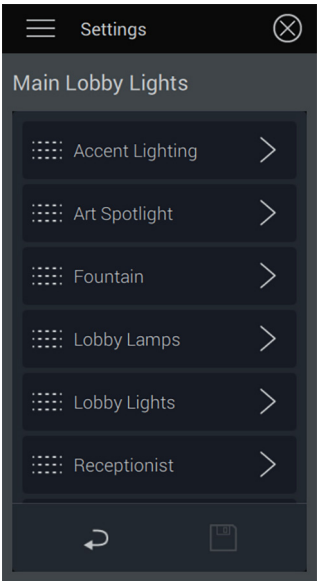 Settings
Main Lobby Lights
Accent Lighting
Art Spotlight
Fountain
Lobby Lamps
Lobby Lights
Receptionist